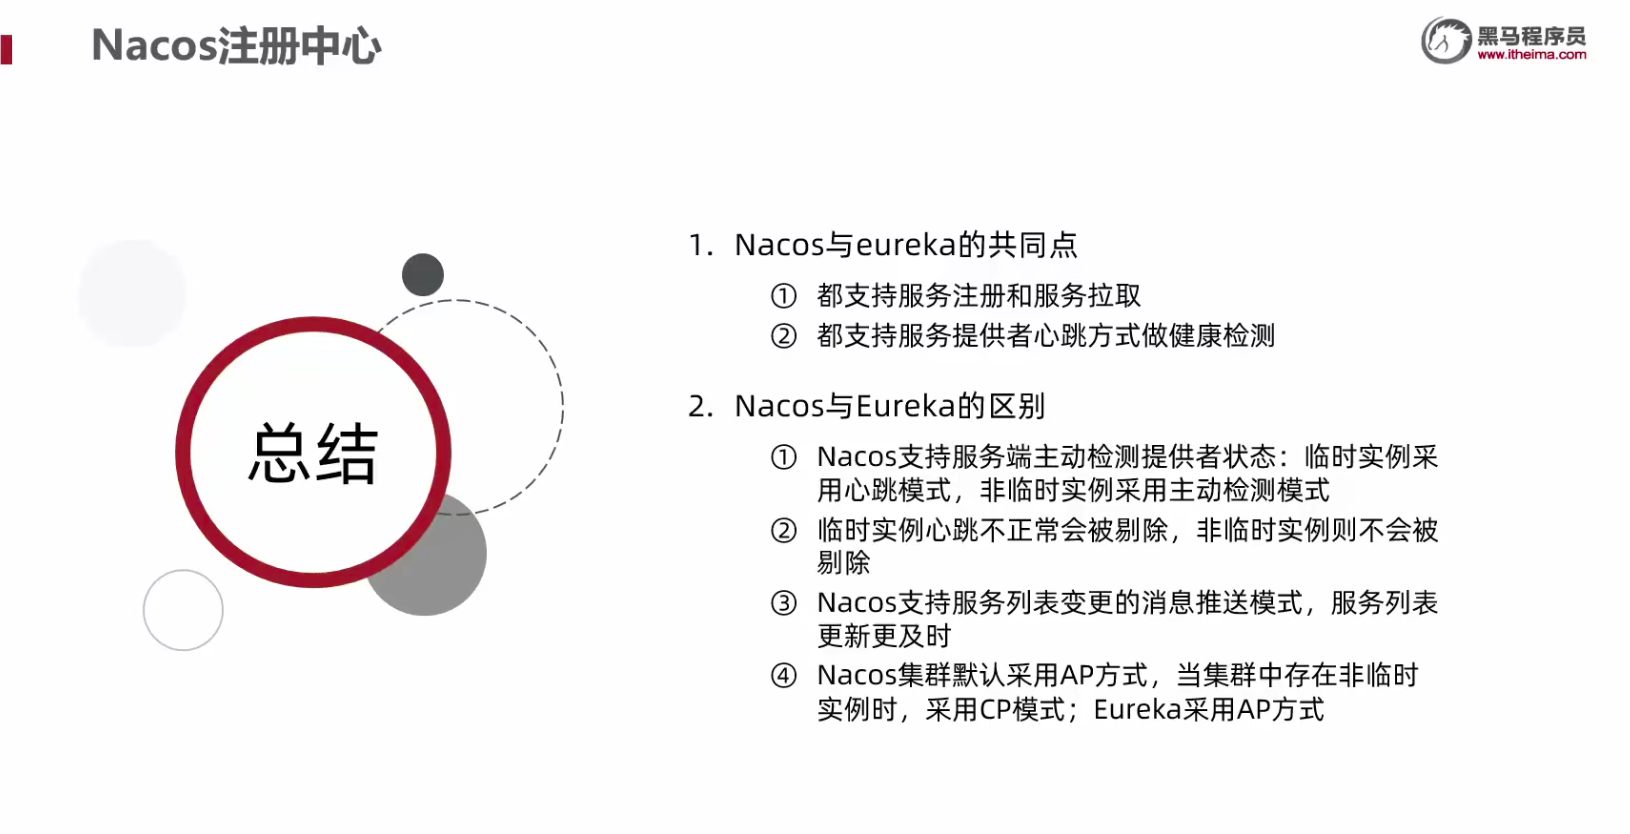 Nacos注册中心
黑马程序员
www.itheima.com
总结
1. Nacos与eureka的共同点
① 都支持服务注册和服务拉取
② 都支持服务提供者心跳方式做健康检测
2. Nacos与Eureka的区别
① Nacos支持服务端主动检测提供者状态：临时实例采
用心跳模式，非临时实例采用主动检测模式
② 临时实例心跳不正常会被剔除，非临时实例则不会被
剔除
③ Nacos支持服务列表变更的消息推送模式，服务列表
更新更及时
④ Nacos集群默认采用AP方式，当集群中存在非临时
实例时，采用CP模式；Eureka采用AP方式